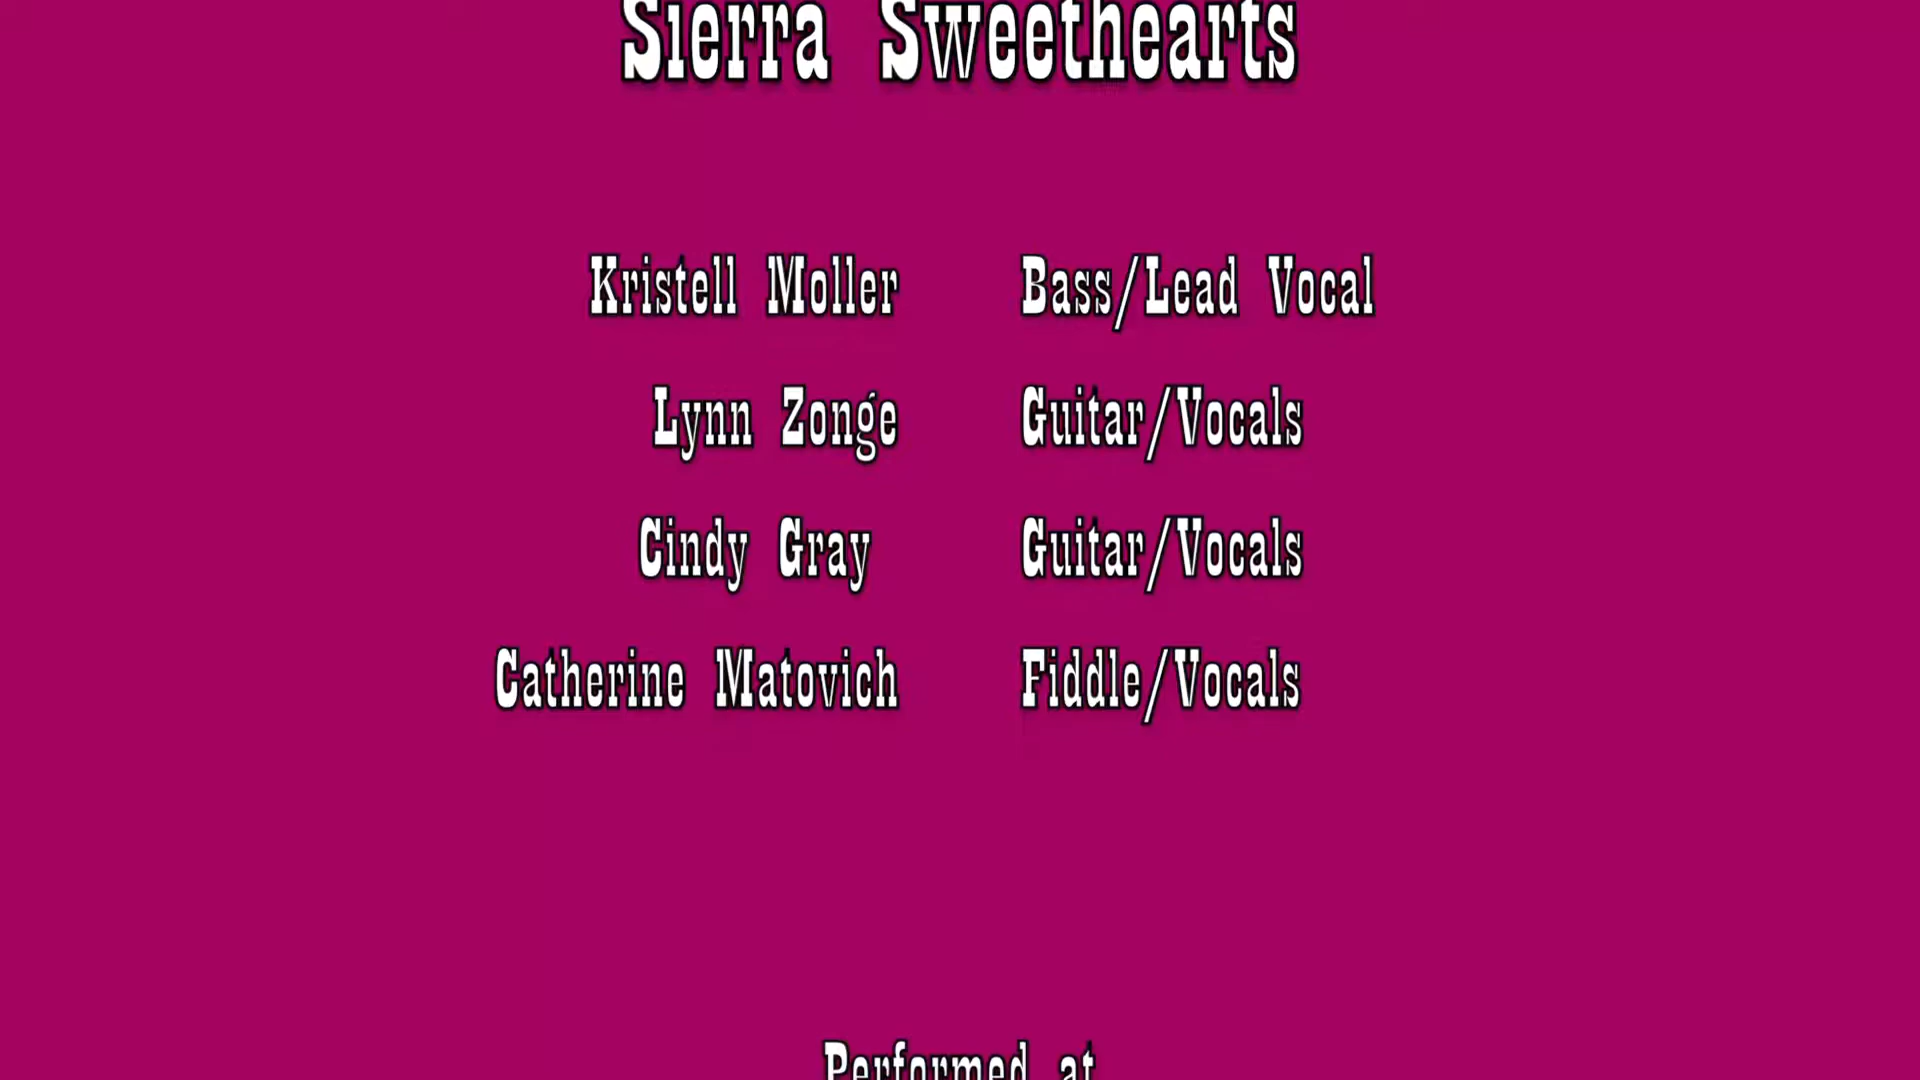 Sierra Sweethearts
Kristell Moller Bass/Lead Vocal
Lynn Zonge Guitar/Vocals
Cindy Gray Guitar/Vocals
Catherine Matovich Fiddle/Vocals
Performed at